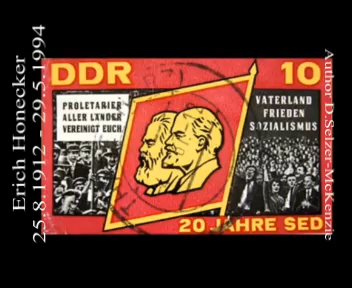 Erich Honecker
25.8.1912 - 29.5.1994
DDR
10
PROLETARIER
ALLER LÄNDER
VEREINIGT EUCH
VATERLAND
FRIEDEN
SOZIALISMUS
20 JAHRE SED
Author D.Selzer-McKenzie